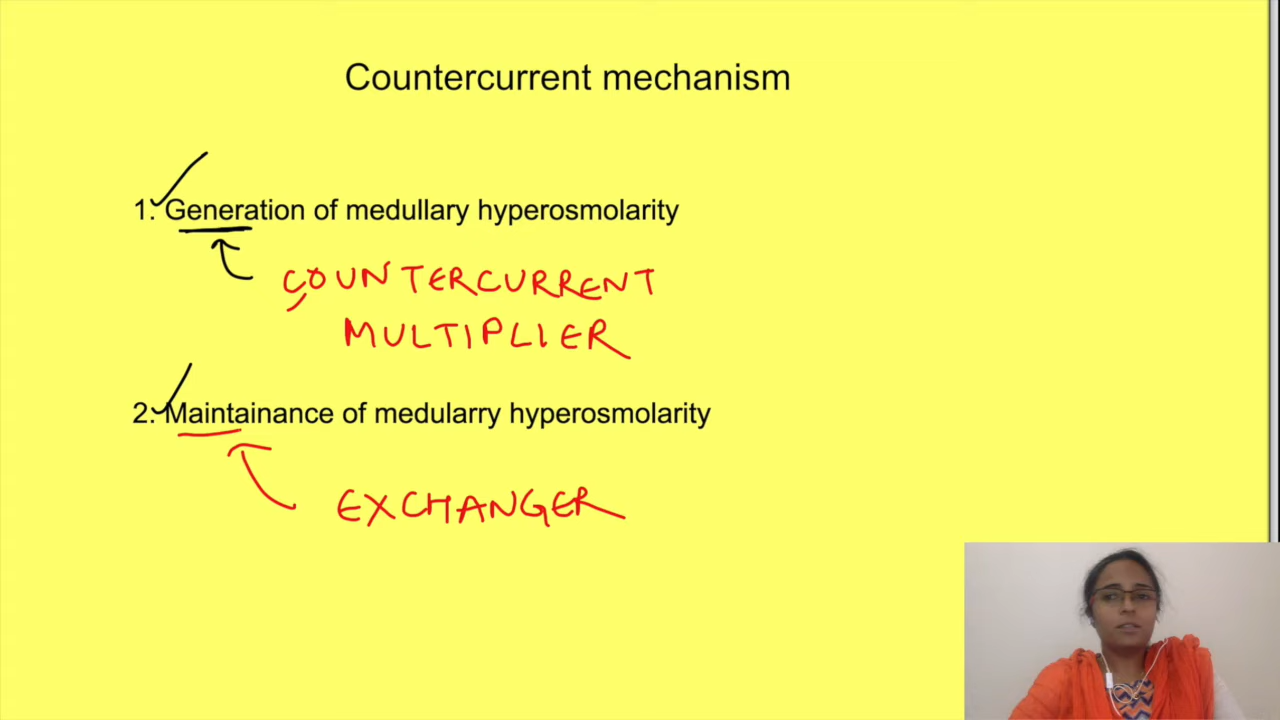 Countercurrent mechanism
1. Generation of medullary hyperosmolarity
COUNTERCURRENT
MULTIPLIER
2. Maintainance of medularry hyperosmolarity
EXCHANGER